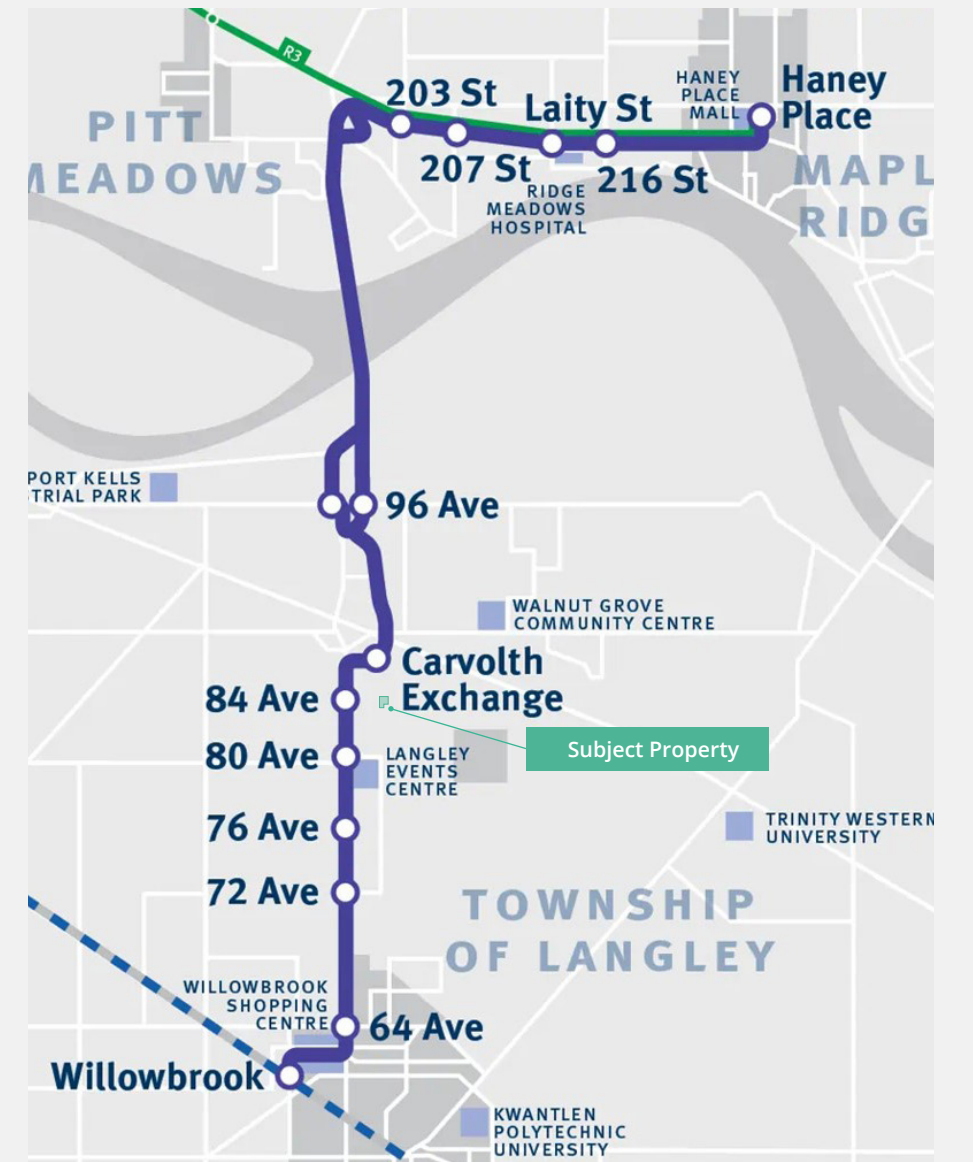 R3
203 St
HANEY
PLACE
MALL
Haney
Place
Laity St
PITT
MEADOWS
207 St
216 St
RIDGE
MEADOWS
HOSPITAL
MAPL
RIDG
PORT KELLS
STRIAL PARK
96 Ave
WALNUT GROVE
COMMUNITY CENTRE
Carvolth
Exchange
84 Ave
Subject Property
80 Ave
LANGLEY
EVENTS
CENTRE
76 Ave
TRINITY WESTERN
UNIVERSITY
72 Ave
TOWNSHIP
OF LANGLEY
WILLOWBROOK
SHOPPING
CENTRE
64 Ave
Willowbrook
KWANTLEN
POLYTECHNIC
UNIVERSITY